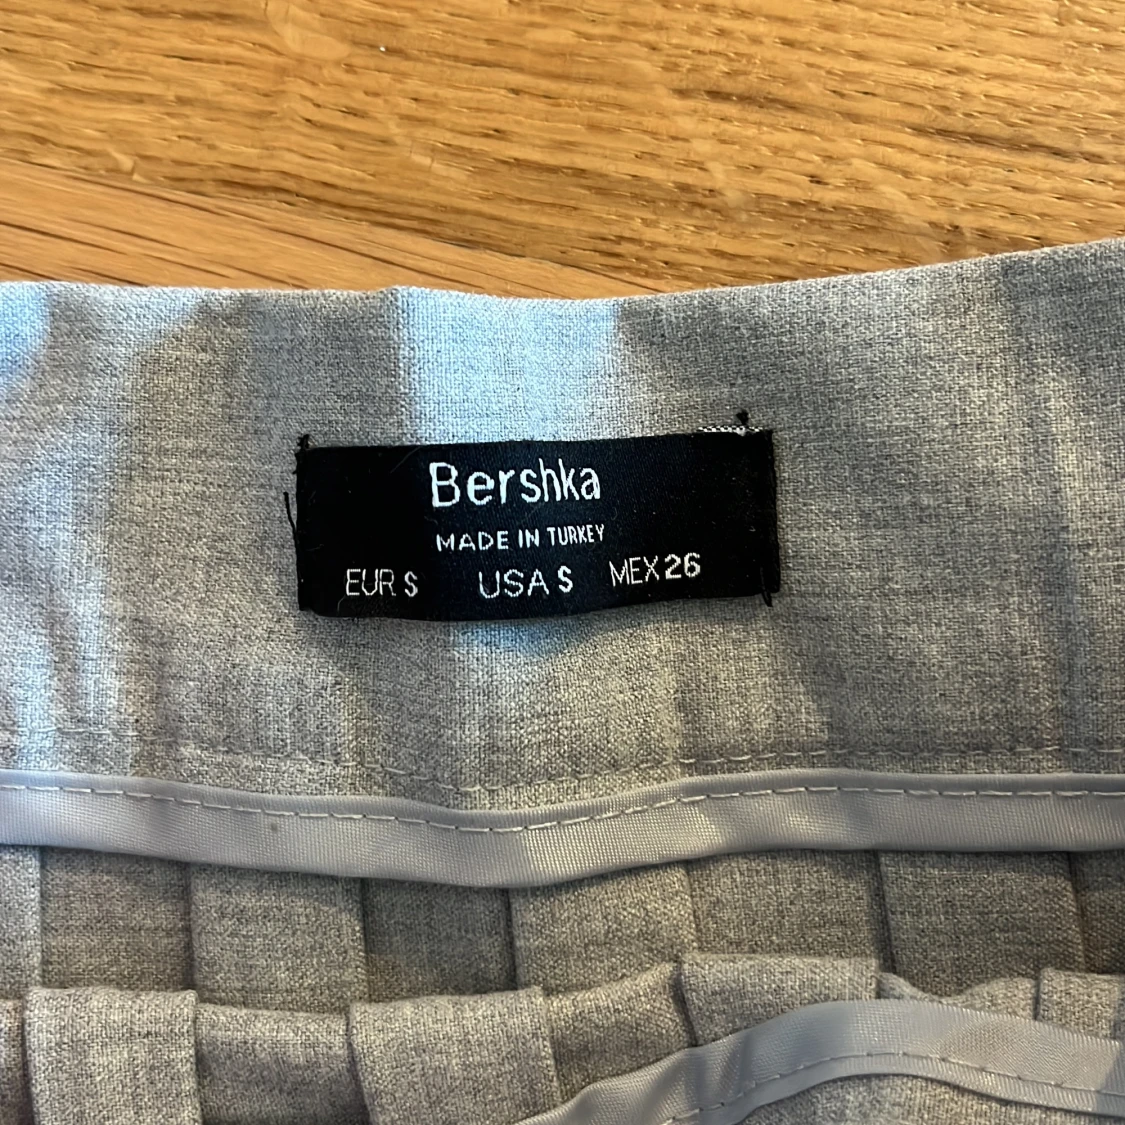 Bershka
MADE IN TURKEY
EUR S USA S MEX 26